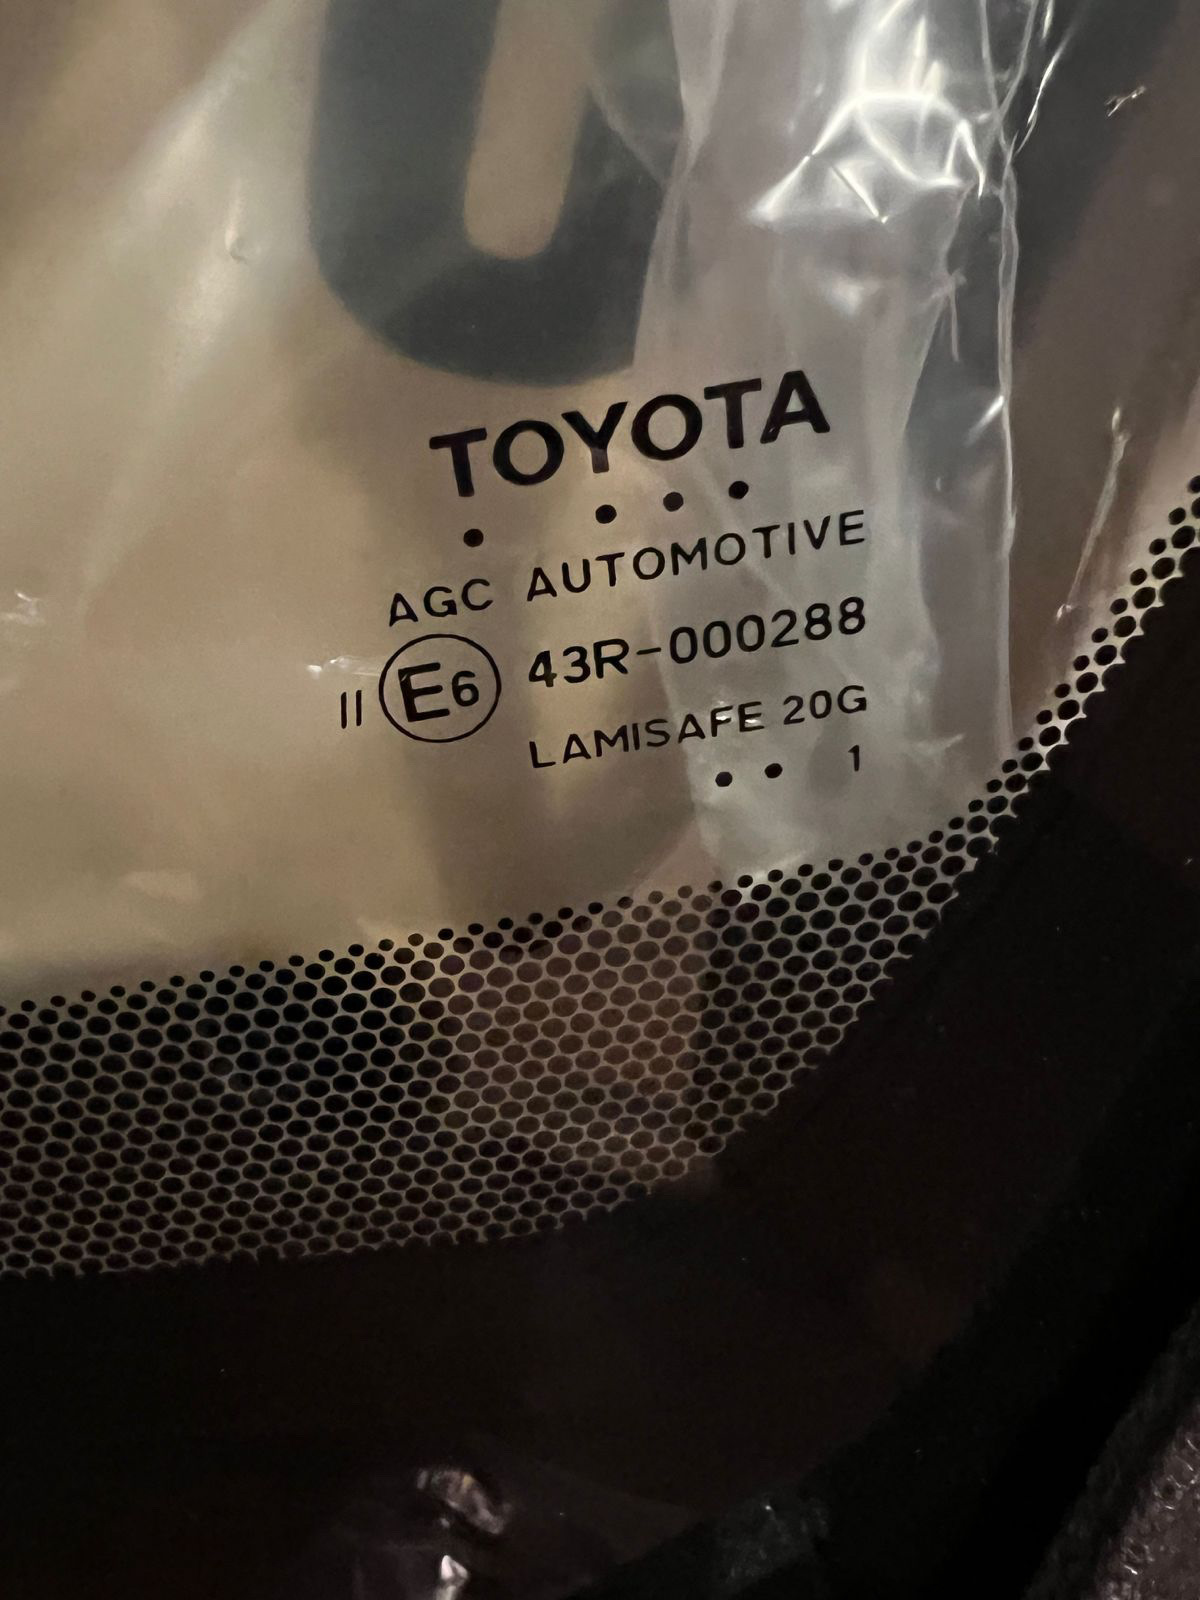 TOYOTA
AGC AUTOMOTIVE
II E6 43R-000288
LAMISAFE 20G
•• 1